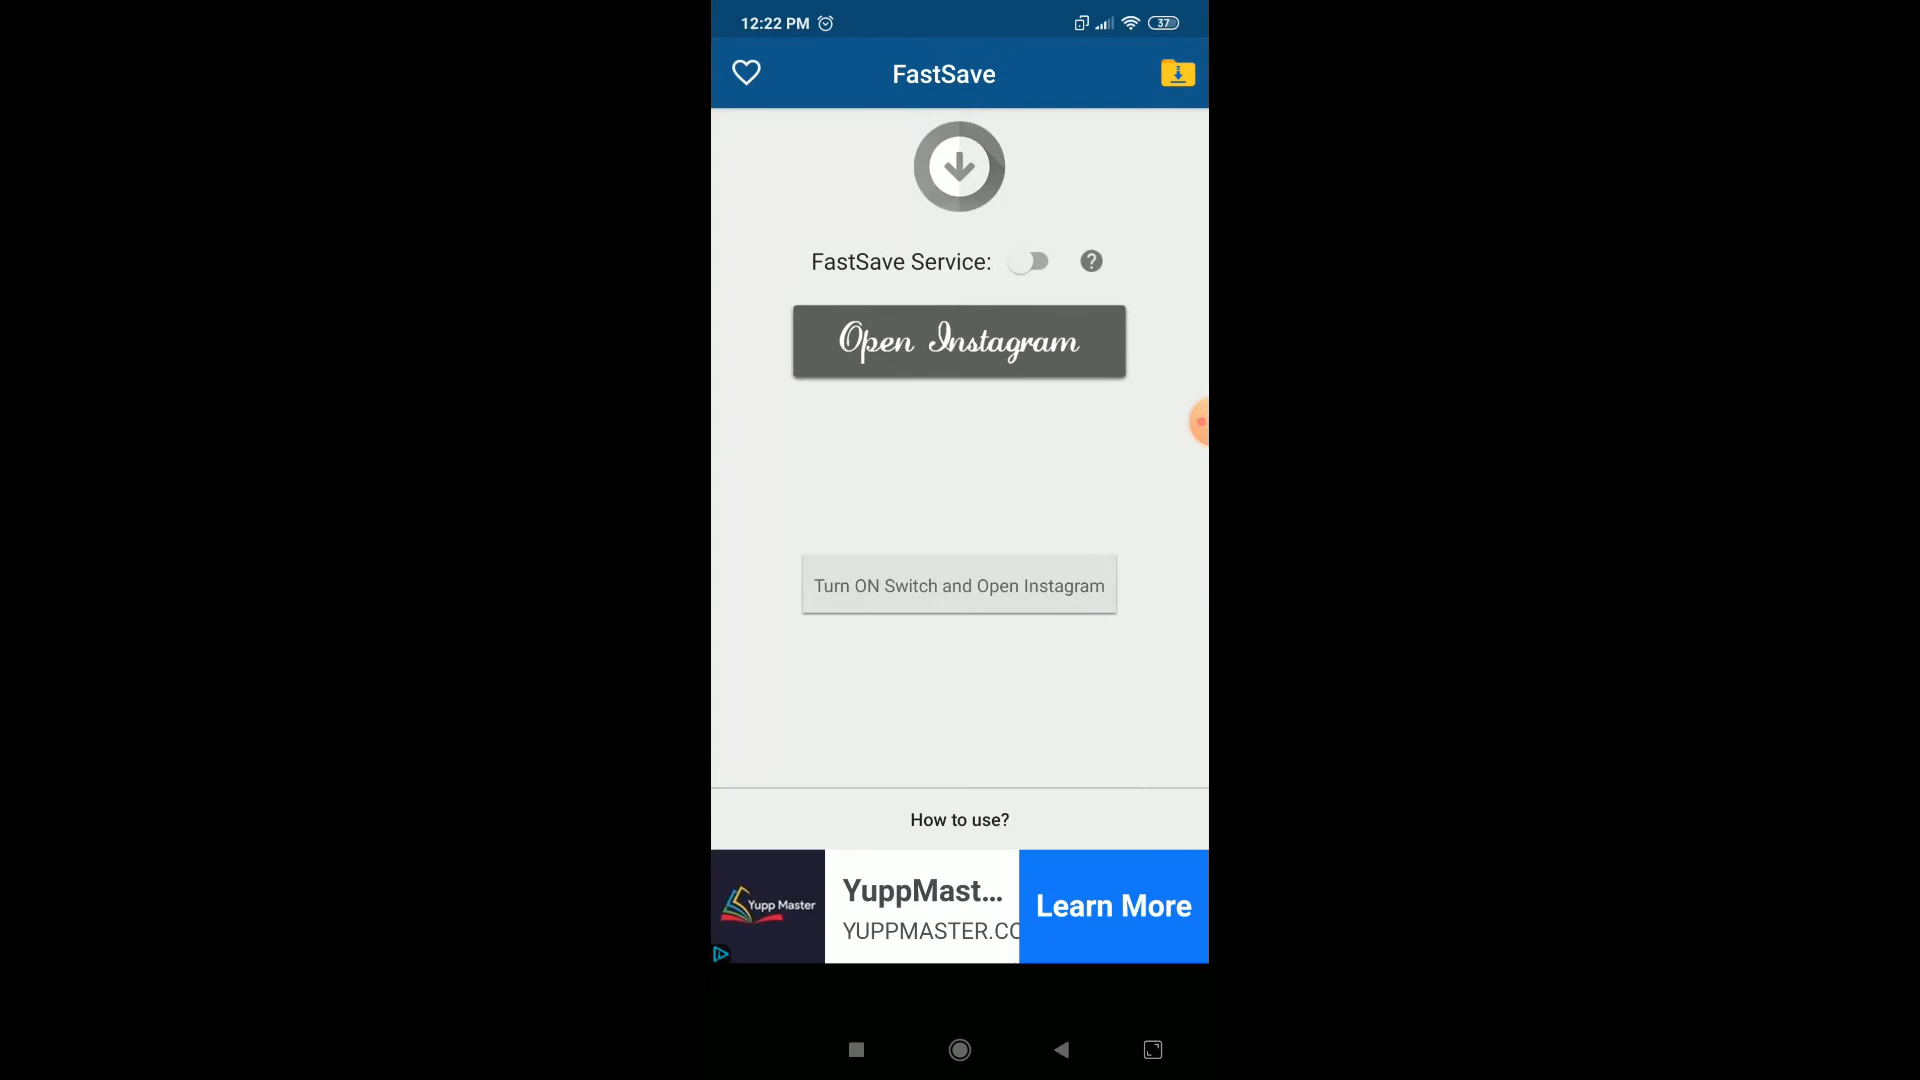 12:22 PM
37
FastSave
FastSave Service:
?
Open Instagram
Turn ON Switch and Open Instagram
How to use?
Yupp Master
YuppMast...
YUPPMASTER.CO
Learn More